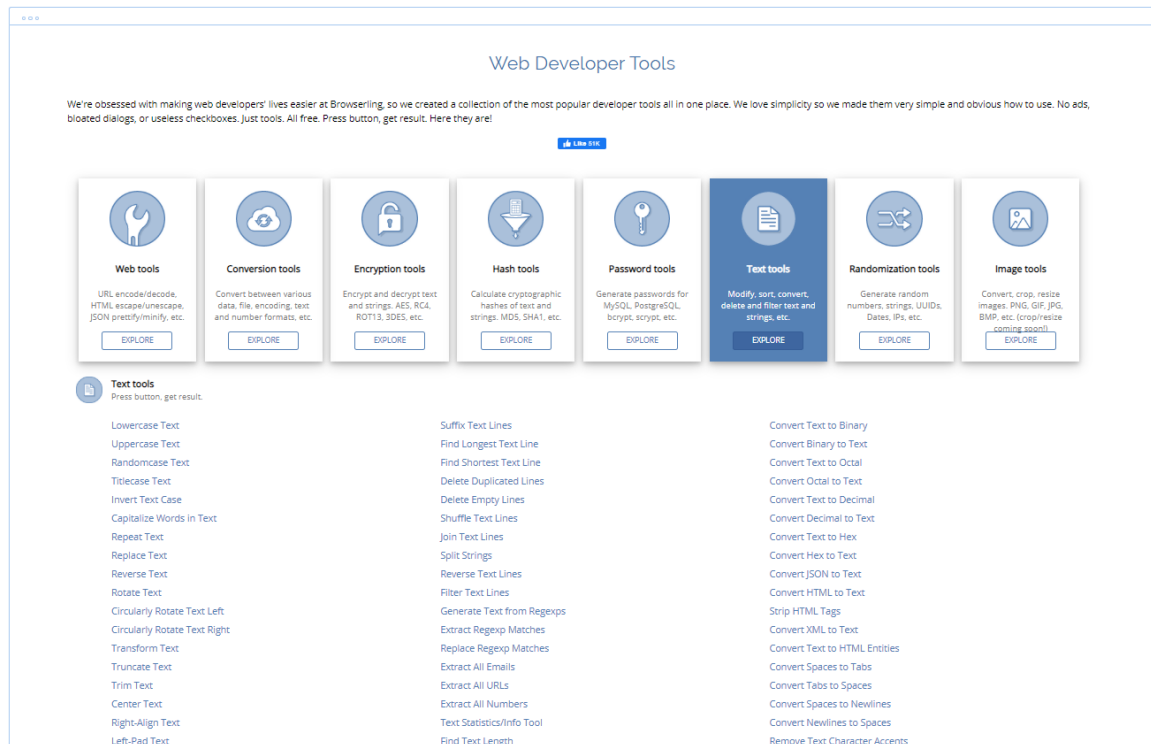 Web Developer Tools
We're obsessed with making web developers' lives easier at Browserling, so we created a collection of the most popular developer tools all in one place. We love simplicity so we made them very simple and obvious how to use. No ads,
bloated dialogs, or useless checkboxes. Just tools. All free. Press button, get result. Here they are!
Like 51K
Web tools
URL encode/decode,
HTML escape/unescape,
JSON prettify/minify, etc.
EXPLORE
Conversion tools
Convert between various
data, file, encoding, text
and number formats, etc.
EXPLORE
Encryption tools
Encrypt and decrypt text
and strings. AES, RC4,
ROT13, 3DES, etc.
EXPLORE
Hash tools
Calculate cryptographic
hashes of text and
strings. MD5, SHA1, etc.
EXPLORE
Password tools
Generate passwords for
MySQL, PostgreSQL,
bcrypt, scrypt, etc.
EXPLORE
Text tools
Modify, sort, convert,
delete and filter text and
strings, etc.
EXPLORE
Randomization tools
Generate random
numbers, strings, UUIDs,
Dates, IPs, etc.
EXPLORE
Image tools
Convert, crop, resize
images. PNG, GIF, JPG,
BMP, etc. (crop/resize
coming soon!)
EXPLORE
Text tools
Press button, get result.
Lowercase Text
Uppercase Text
Randomcase Text
Titlecase Text
Invert Text Case
Capitalize Words in Text
Repeat Text
Replace Text
Reverse Text
Rotate Text
Circularly Rotate Text Left
Circularly Rotate Text Right
Transform Text
Truncate Text
Trim Text
Center Text
Right-Align Text
Left-Pad Text
Suffix Text Lines
Find Longest Text Line
Find Shortest Text Line
Delete Duplicated Lines
Delete Empty Lines
Shuffle Text Lines
Join Text Lines
Split Strings
Reverse Text Lines
Filter Text Lines
Generate Text from Regexps
Extract Regexp Matches
Replace Regexp Matches
Extract All Emails
Extract All URLs
Extract All Numbers
Text Statistics/Info Tool
Find Text Length
Convert Text to Binary
Convert Binary to Text
Convert Text to Octal
Convert Octal to Text
Convert Text to Decimal
Convert Decimal to Text
Convert Text to Hex
Convert Hex to Text
Convert JSON to Text
Convert HTML to Text
Strip HTML Tags
Convert XML to Text
Convert Text to HTML Entities
Convert Spaces to Tabs
Convert Tabs to Spaces
Convert Spaces to Newlines
Convert Newlines to Spaces
Remove Text Character Accents